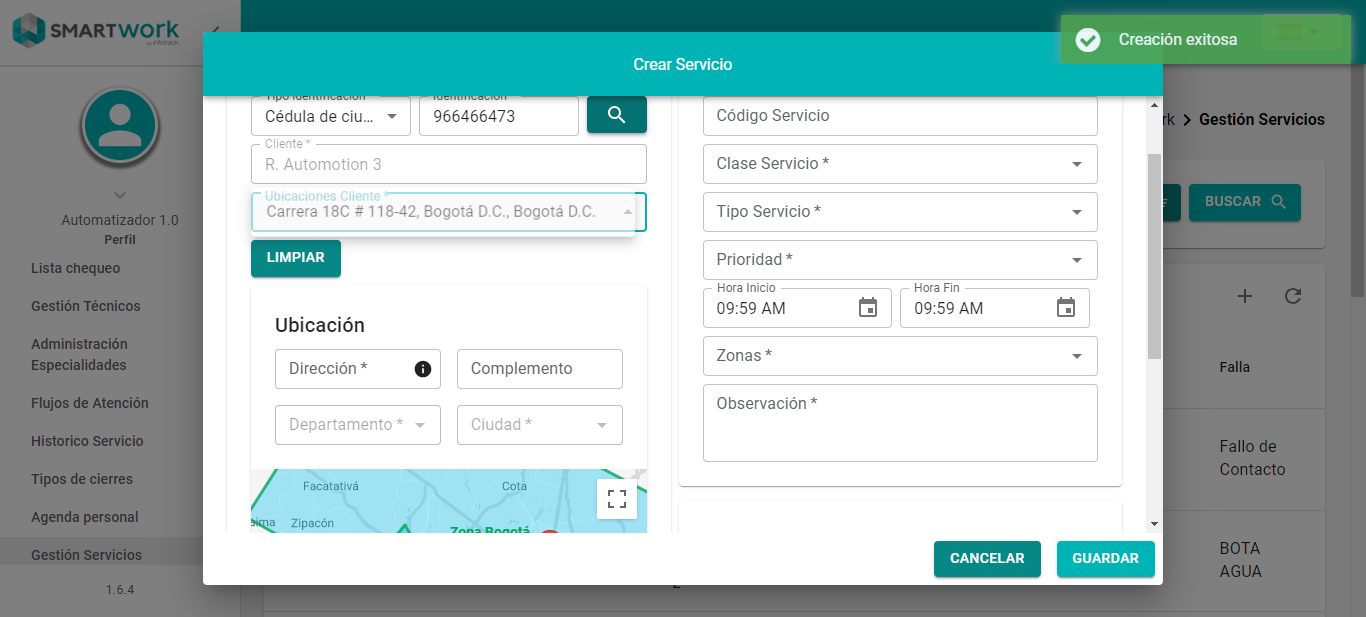 SMARTWORK
by infotrack
Creación exitosa
Crear Servicio
Automatizador 1.0
Perfil
Lista chequeo
Gestión Técnicos
Administración
Especialidades
Flujos de Atención
Historico Servicio
Tipos de cierres
Agenda personal
Gestión Servicios
1.6.4
Tipo Identificación
Cédula de ciu...
Identificación
966466473
Cliente *
R. Automotion 3
Ubicaciones Cliente *
Carrera 18C # 118-42, Bogotá D.C., Bogotá D.C.
LIMPIAR
Ubicación
Dirección *
Complemento
Departamento *
Ciudad *
Facatativá
Cota
Zipacón
Zona Bogotá
Código Servicio
Clase Servicio *
Tipo Servicio *
Prioridad *
Hora Inicio
09:59 AM
Hora Fin
09:59 AM
Zonas *
Observación *
CANCELAR
GUARDAR
rk > Gestión Servicios
BUSCAR
Falla
Fallo de
Contacto
BOTA
AGUA